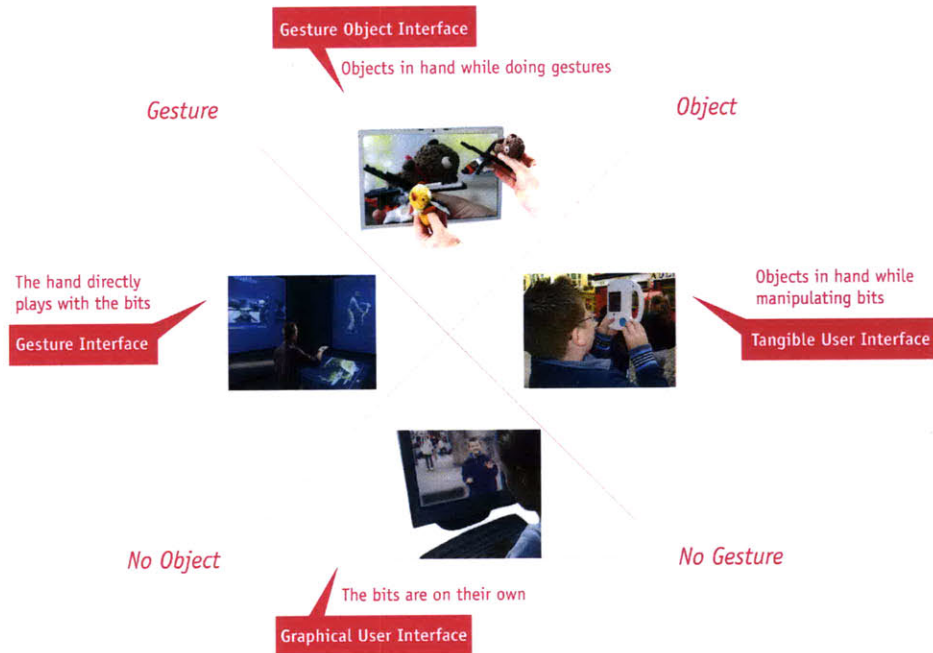 Gesture Object Interface
Objects in hand while doing gestures
Gesture
Object
The hand directly
plays with the bits
Gesture Interface
Objects in hand while
manipulating bits
Tangible User Interface
No Object
No Gesture
The bits are on their own
Graphical User Interface